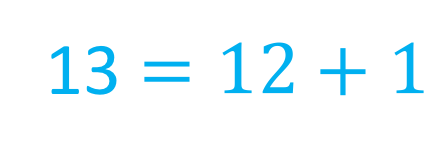 13 = 12 + 1